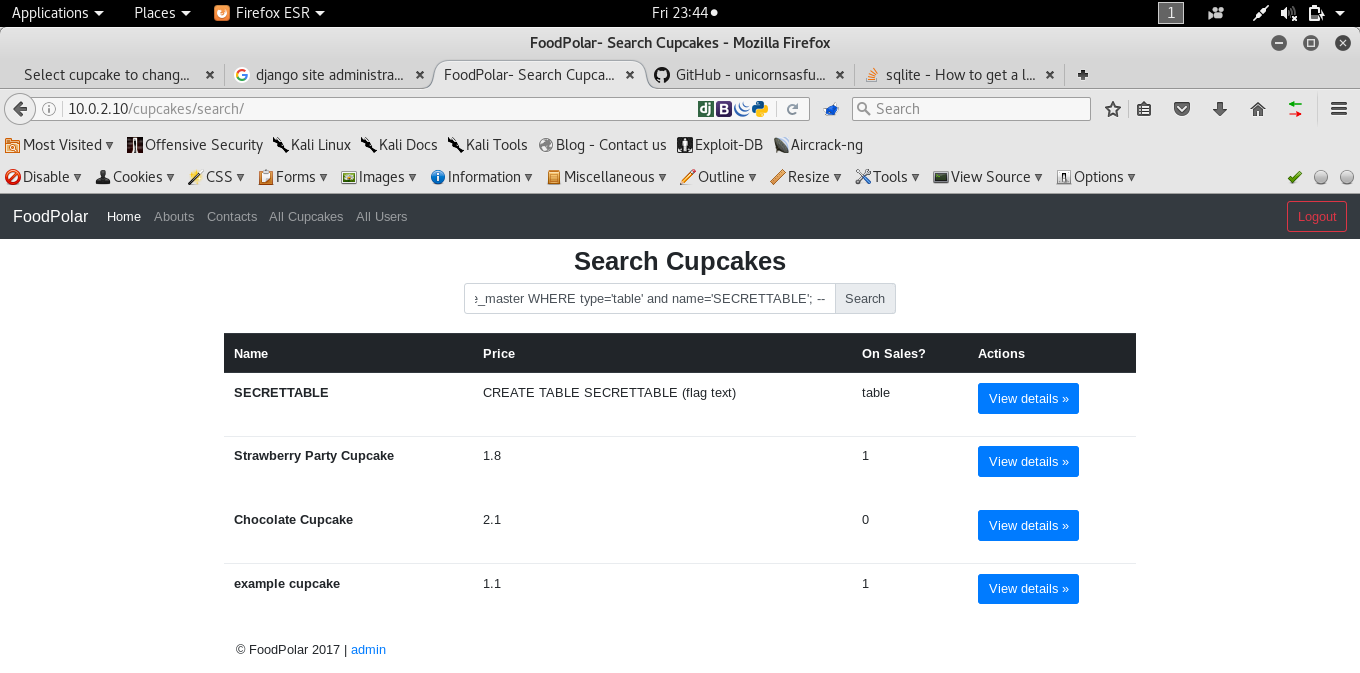 Applications Places Firefox ESR Fri 23:44 1
FoodPolar- Search Cupcakes - Mozilla Firefox
Select cupcake to chang... django site administra... FoodPolar- Search Cupca... GitHub - unicornsasfu... sqlite - How to get a l...
10.0.2.10/cupcakes/search/ Search
Most Visited Offensive Security Kali Linux Kali Docs Kali Tools Blog - Contact us Exploit-DB Aircrack-ng
Disable Cookies CSS Forms Images Information Miscellaneous Outline Resize Tools View Source Options
FoodPolar Home Abouts Contacts All Cupcakes All Users Logout
Search Cupcakes
e_master WHERE type='table' and name='SECRETTABLE'; -- Search
Name Price On Sales? Actions
SECRETTABLE CREATE TABLE SECRETTABLE (flag text) table View details »
Strawberry Party Cupcake 1.8 1 View details »
Chocolate Cupcake 2.1 0 View details »
example cupcake 1.1 1 View details »
© FoodPolar 2017 | admin